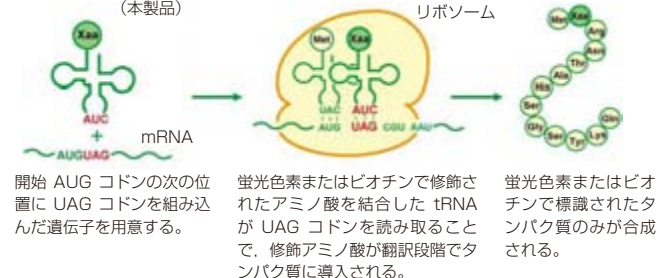 （本製品）
Xaa
AUC
+
mRNA
AUGUAG
開始 AUG コドンの次の位
置に UAG コドンを組み込
んだ遺伝子を用意する。
リボソーム
Met
Xaa
UAC
AUC
AUG
UAG
CGU
AAU
蛍光色素またはビオチンで修飾さ
れたアミノ酸を結合した tRNA
が UAG コドンを読み取ること
で，修飾アミノ酸が翻訳段階でタ
ンパク質に導入される。
Met
Xaa
Arg
Asn
Thr
Ala
His
Ser
Gly
Ser
Tyr
Lys
Gln
蛍光色素またはビオ
チンで標識されたタ
ンパク質のみが合成
される。